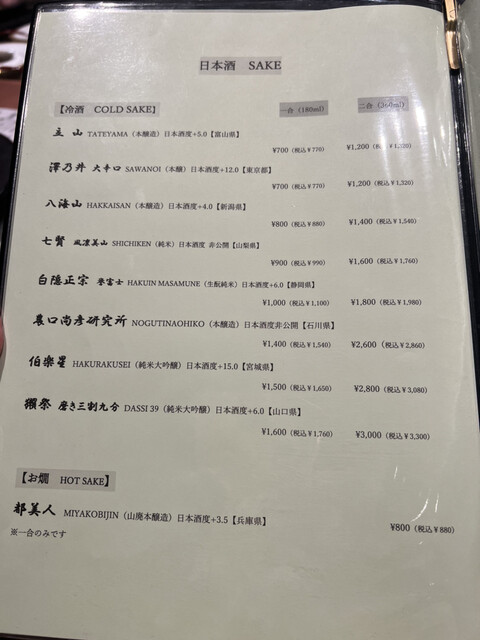 日本酒 SAKE
【冷酒 COLD SAKE】 一合(180ml) 二合(360ml)
立山 TATEYAMA（本醸造）日本酒度+5.0【富山県】
¥700（税込￥770） ¥1,200（税込￥1,320）
澤乃井 大辛口 SAWANOI（本醸）日本酒度+12.0【東京都】
¥700（税込￥770） ¥1,200（税込￥1,320）
八海山 HAKKAISAN（本醸造）日本酒度+4.0【新潟県】
¥800（税込￥880） ¥1,400（税込￥1,540）
七賢 風凛美山 SHICHIKEN（純米）日本酒度 非公開【山梨県】
¥900（税込￥990） ¥1,600（税込￥1,760）
白隠正宗 誉富士 HAKUIN MASAMUNE（生酛純米）日本酒度+6.0【静岡県】
¥1,000（税込￥1,100） ¥1,800（税込￥1,980）
農口尚彦研究所 NOGUTINAOHIKO（本醸造）日本酒度非公開【石川県】
¥1,400（税込￥1,540） ¥2,600（税込￥2,860）
伯楽星 HAKURAKUSEI（純米大吟醸）日本酒度+15.0【宮城県】
¥1,500（税込￥1,650） ¥2,800（税込￥3,080）
獺祭 磨き三割九分 DASSI 39（純米大吟醸）日本酒度+6.0【山口県】
¥1,600（税込￥1,760） ¥3,000（税込￥3,300）
【お燗 HOT SAKE】
都美人 MIYAKOBIJIN（山廃本醸造）日本酒度+3.5【兵庫県】
※一合のみです ¥800（税込￥880）